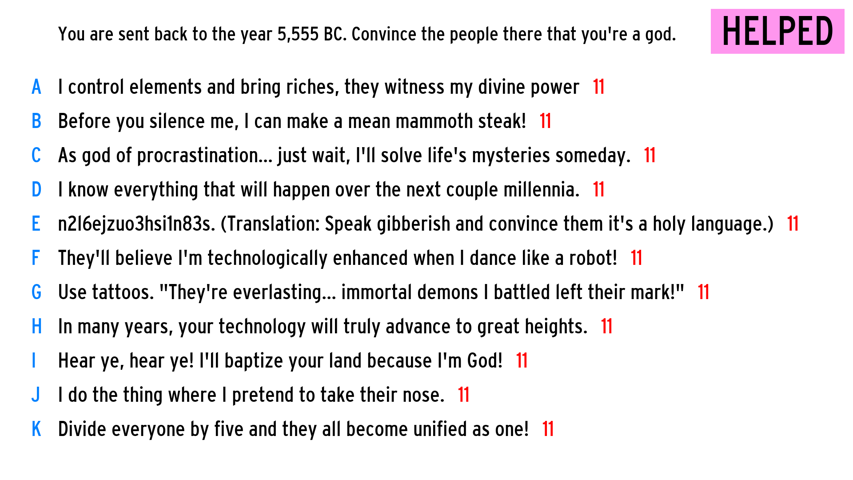 You are sent back to the year 5,555 BC. Convince the people there that you're a god.
HELPED
A I control elements and bring riches, they witness my divine power 11
B Before you silence me, I can make a mean mammoth steak! 11
C As god of procrastination... just wait, I'll solve life's mysteries someday. 11
D I know everything that will happen over the next couple millennia. 11
E n2l6ejzuo3hsi1n83s. (Translation: Speak gibberish and convince them it's a holy language.) 11
F They'll believe I'm technologically enhanced when I dance like a robot! 11
G Use tattoos. "They're everlasting... immortal demons I battled left their mark!" 11
H In many years, your technology will truly advance to great heights. 11
I Hear ye, hear ye! I'll baptize your land because I'm God! 11
J I do the thing where I pretend to take their nose. 11
K Divide everyone by five and they all become unified as one! 11